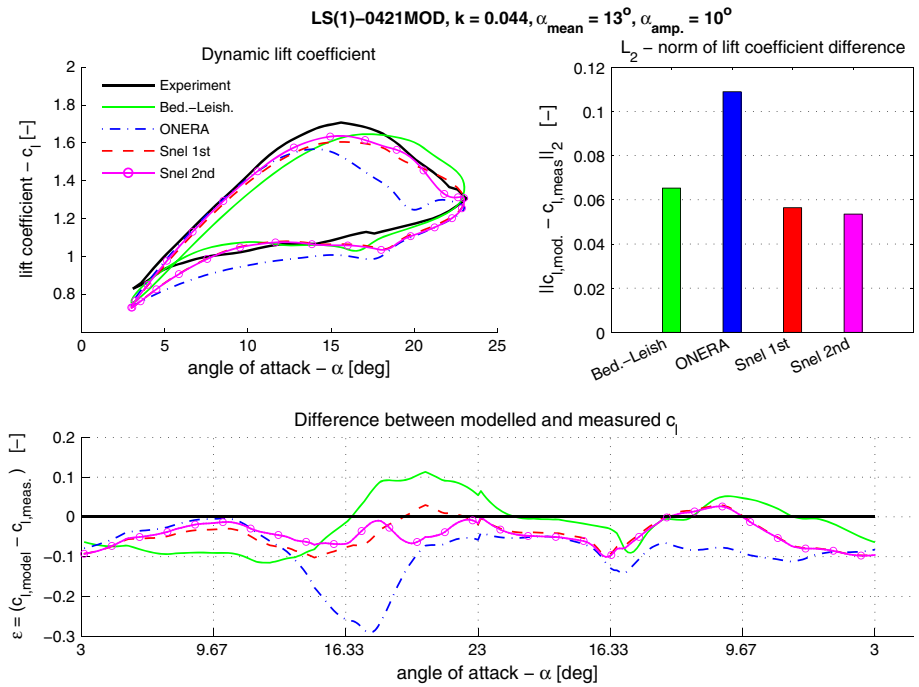 LS(1)−0421MOD, k = 0.044, α_mean = 13°, α_amp. = 10°
Dynamic lift coefficient
2
1.8
1.6
1.4
1.2
1
0.8
lift coefficient − c_l [−]
Experiment
Bed.−Leish.
ONERA
Snel 1st
Snel 2nd
0
5
10
15
20
25
angle of attack − α [deg]
L_2 − norm of lift coefficient difference
0.12
0.1
0.08
0.06
0.04
0.02
0
||c_l,mod. − c_l,meas||_2 [−]
Bed.−Leish
ONERA
Snel 1st
Snel 2nd
Difference between modelled and measured c_l
0.2
0.1
0
−0.1
−0.2
−0.3
ε = (c_l,model − c_l,meas.) [−]
3
9.67
16.33
23
16.33
9.67
3
angle of attack − α [deg]